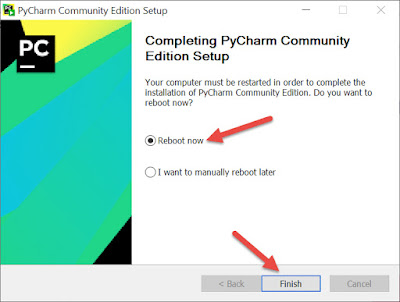 PyCharm Community Edition Setup
PC
Completing PyCharm Community
Edition Setup
Your computer must be restarted in order to complete the
installation of PyCharm Community Edition. Do you want to
reboot now?
Reboot now
I want to manually reboot later
< Back Finish Cancel